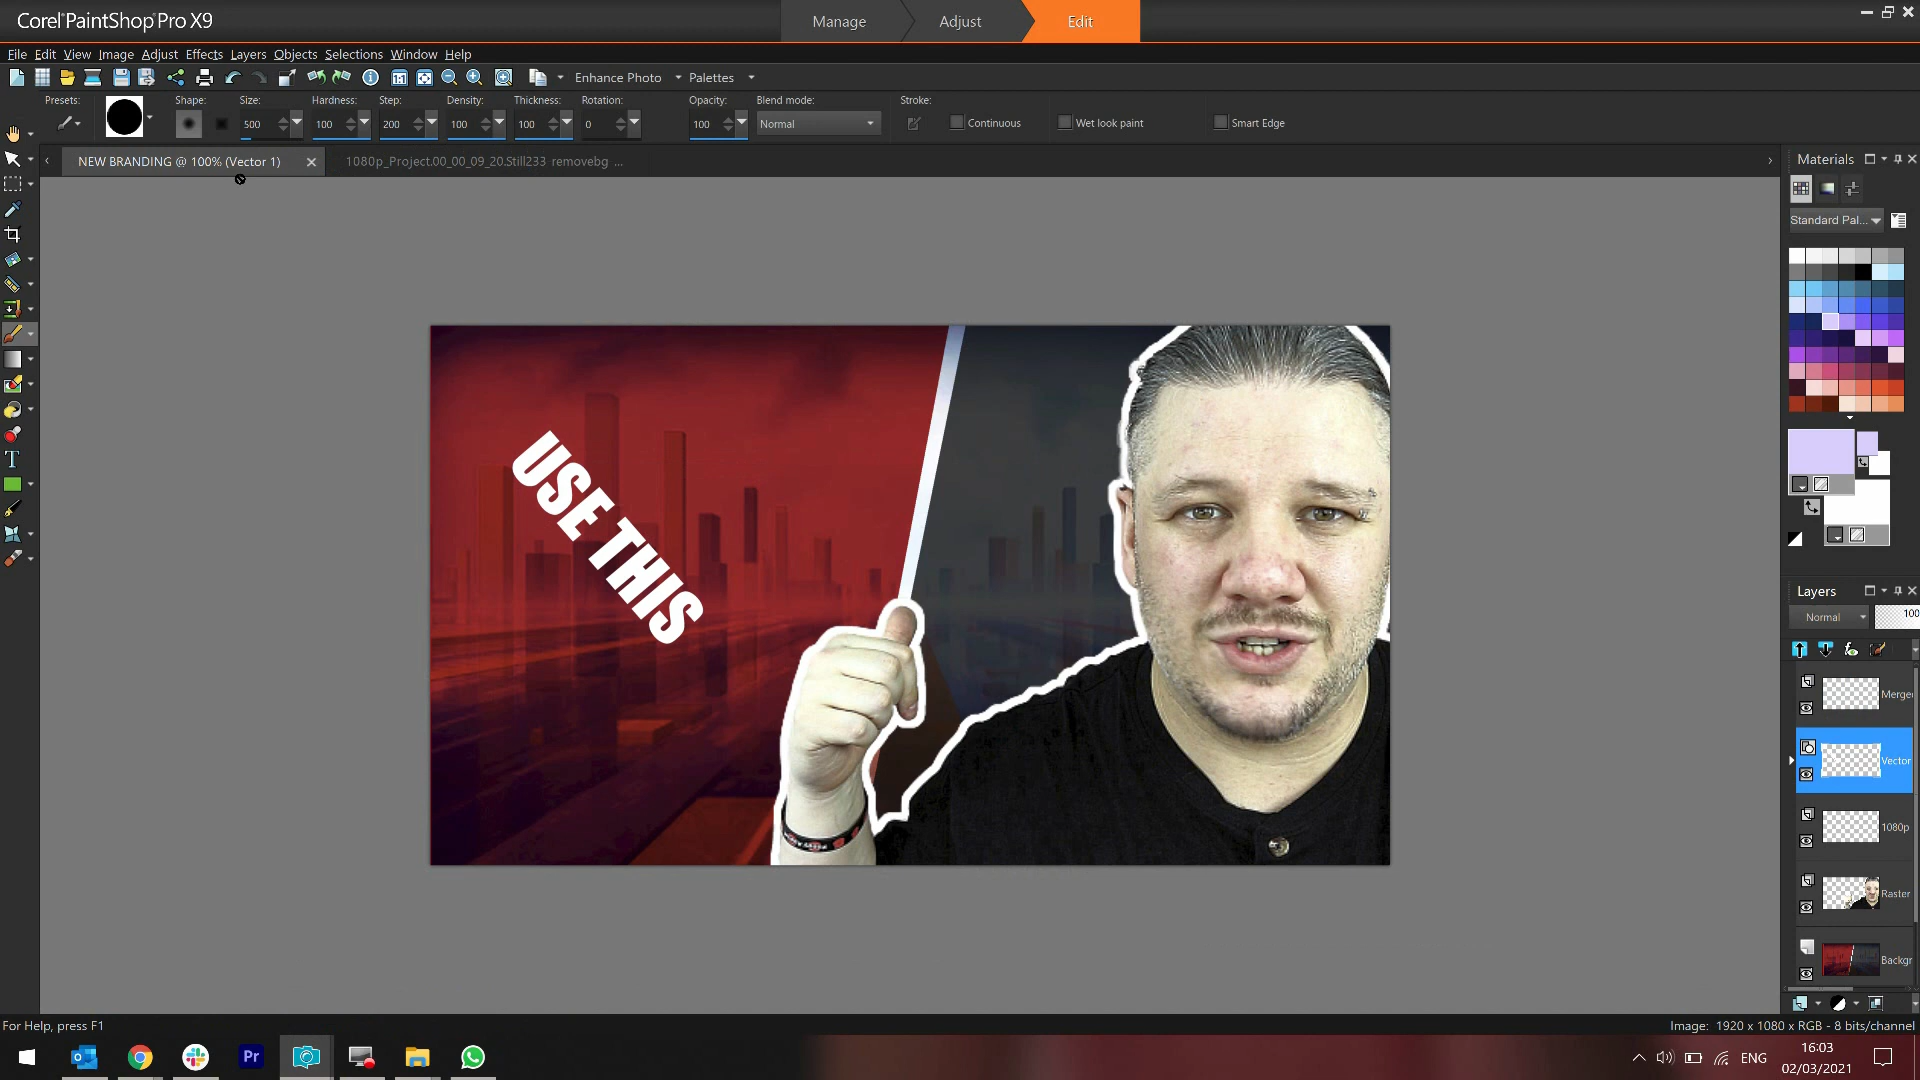 Corel PaintShop Pro X9
Manage Adjust Edit
File Edit View Image Adjust Effects Layers Objects Selections Window Help
Enhance Photo Palettes
Presets: Shape: Size: Hardness: Step: Density: Thickness: Rotation: Opacity: Blend mode: Stroke:
500 100 200 100 100 0 100 Normal Continuous Wet look paint Smart Edge
NEW BRANDING @ 100% (Vector 1) 1080p_Project.00_00_09_20.Still233 removebg ...
Materials
Standard Pal...
USE THIS
Layers
Normal 100
Merge
Vector
1080p
Raster
Backgr
For Help, press F1
Image: 1920 x 1080 x RGB - 8 bits/channel
Pr
ENG
16:03
02/03/2021